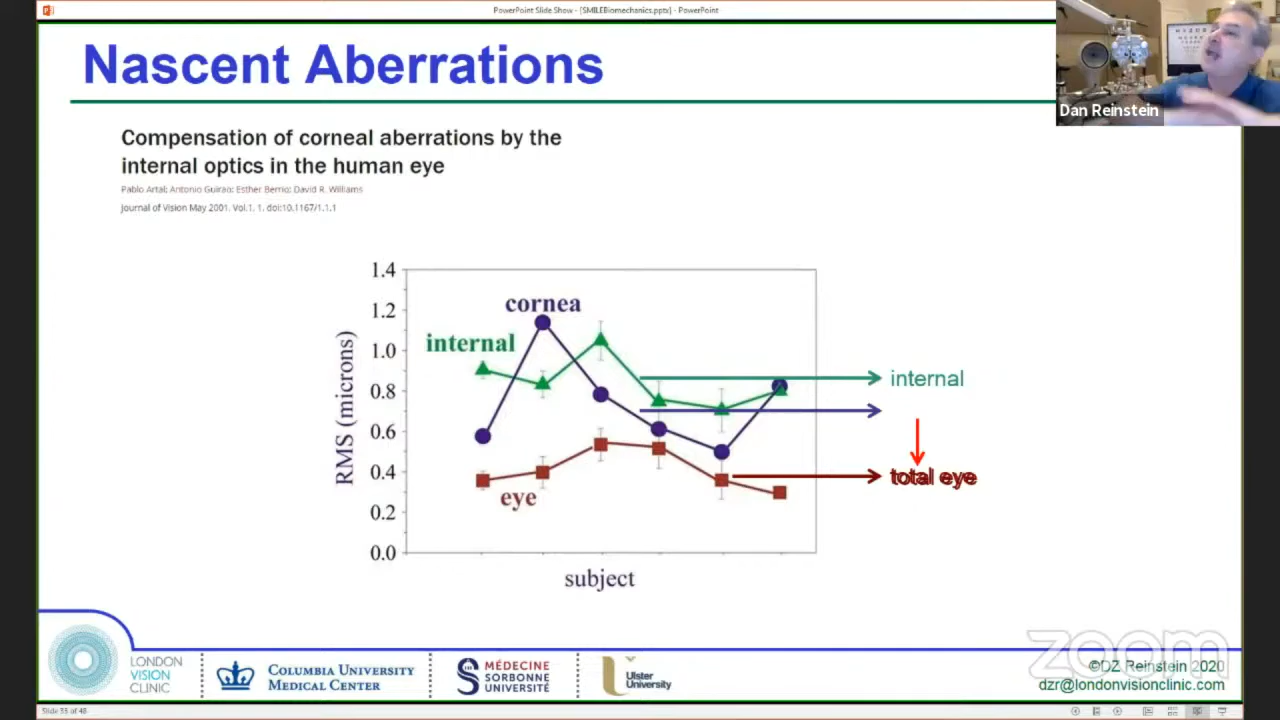 PowerPoint Slide Show - [SMILEBiomechanics.pptx] - PowerPoint
Nascent Aberrations
Dan Reinstein
Compensation of corneal aberrations by the
internal optics in the human eye
Pablo Artal; Antonio Guirao; Esther Berrio; David R. Williams
Journal of Vision May 2001, Vol.1, 1. doi:10.1167/1.1.1
1.4
1.2
1.0
0.8
0.6
0.4
0.2
0.0
RMS (microns)
cornea
internal
eye
subject
internal
total eye
LONDON
VISION
CLINIC
COLUMBIA UNIVERSITY
MEDICAL CENTER
MÉDECINE
SORBONNE
UNIVERSITÉ
Ulster
University
zoom
©DZ Reinstein 2020
dzr@londonvisionclinic.com
Slide 35 of 48